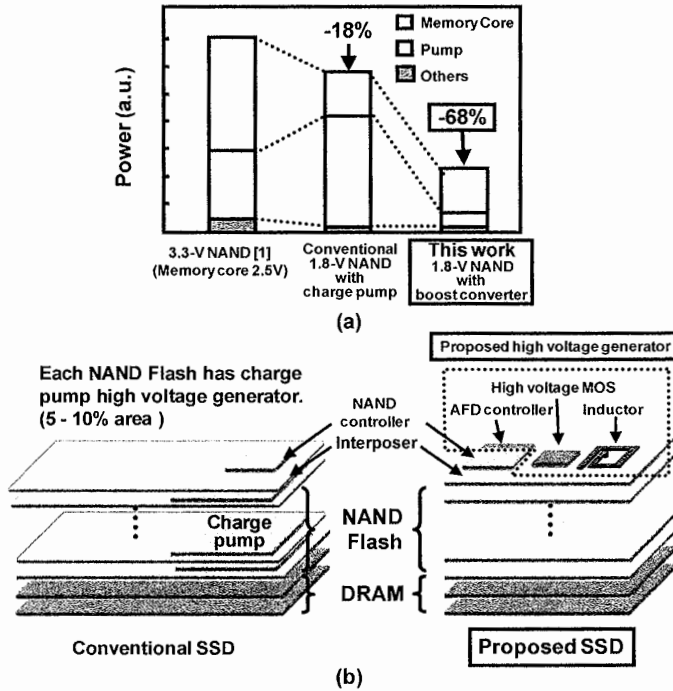 Memory Core
Pump
Others
-18%
-68%
Power (a.u.)
3.3-V NAND [1]
(Memory core 2.5V)
Conventional
1.8-V NAND
with
charge pump
This work
1.8-V NAND
with
boost converter
(a)
Each NAND Flash has charge
pump high voltage generator.
(5 - 10% area )
Proposed high voltage generator
High voltage MOS
NAND
controller
AFD controller
Inductor
Interposer
Charge
pump
NAND
Flash
DRAM
Conventional SSD
Proposed SSD
(b)